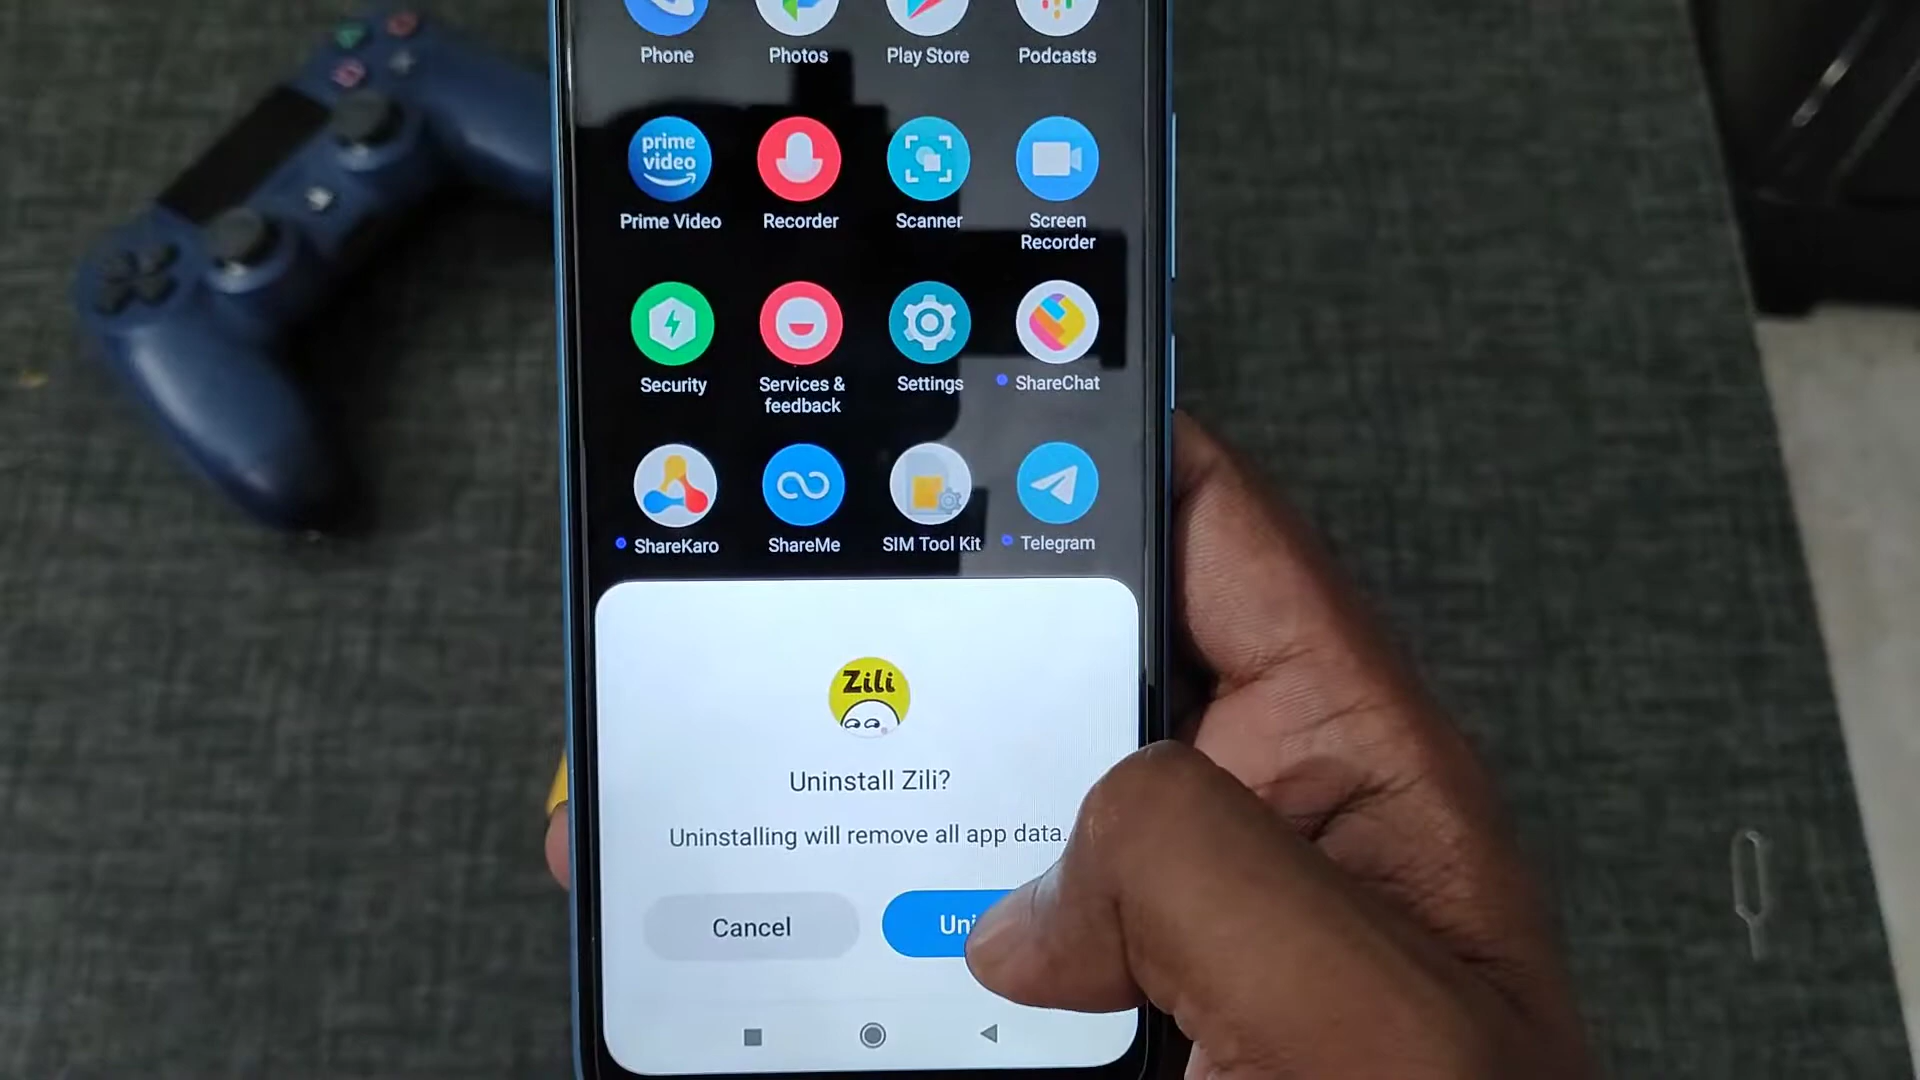 Phone
Photos
Play Store
Podcasts
prime
video
Prime Video
Recorder
Scanner
Screen
Recorder
Security
Services &
feedback
Settings
ShareChat
ShareKaro
ShareMe
SIM Tool Kit
Telegram
Zili
Uninstall Zili?
Uninstalling will remove all app data.
Cancel